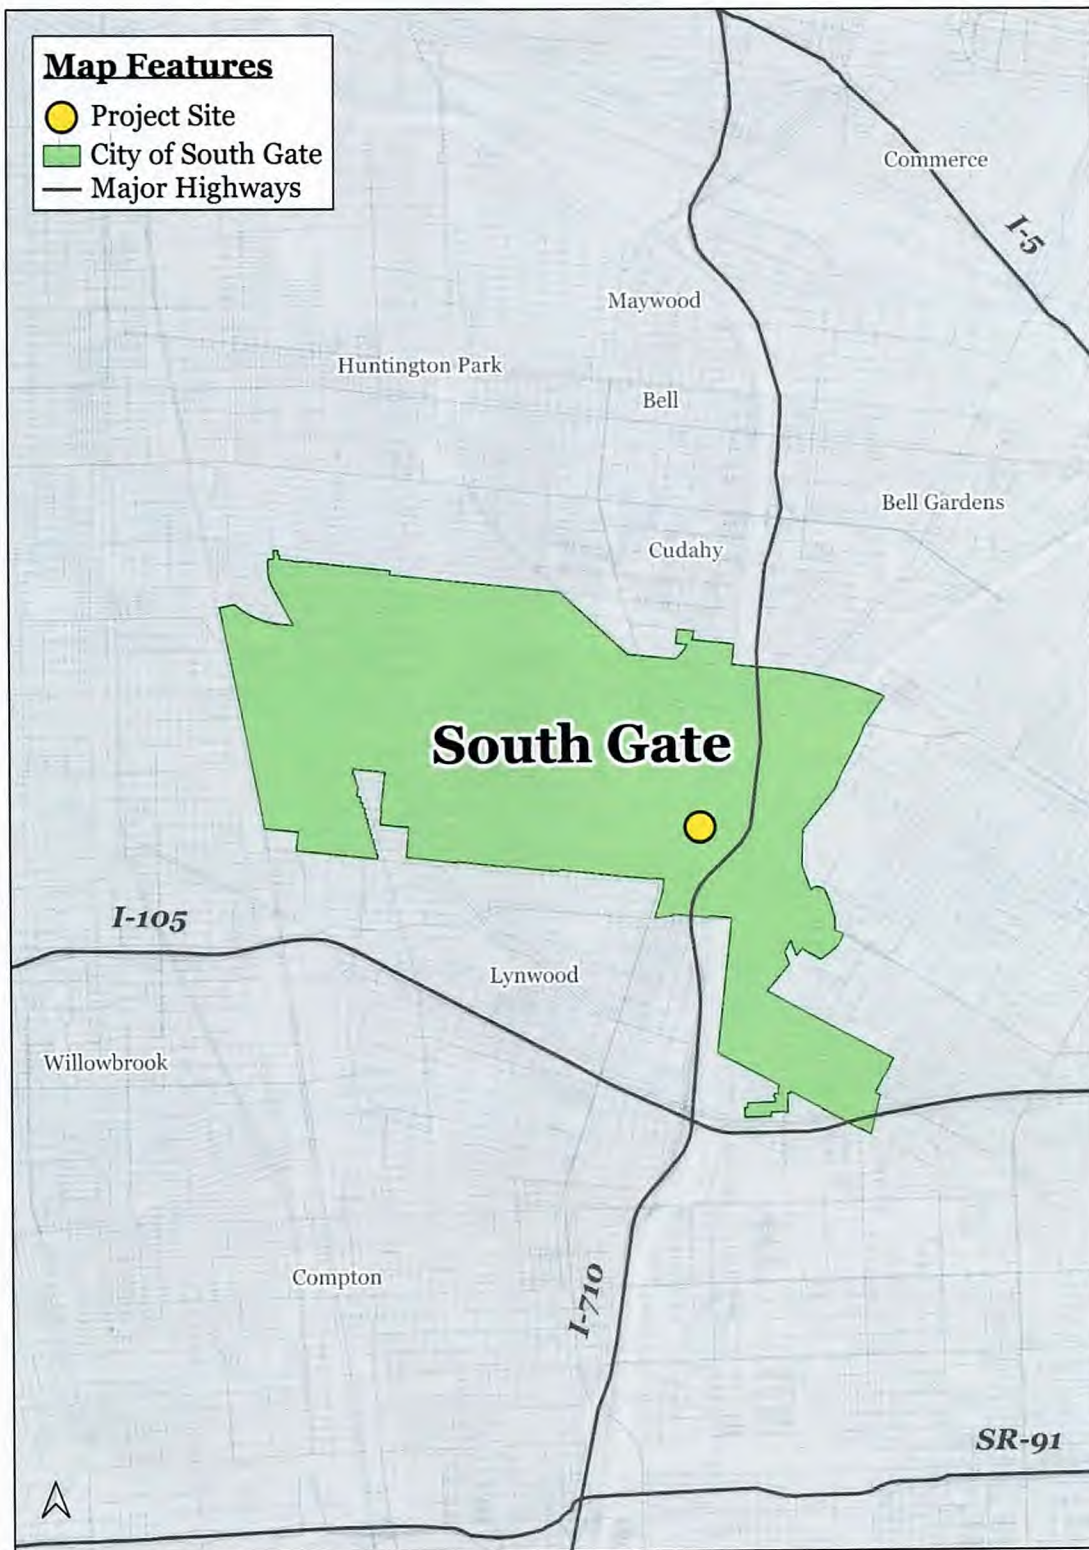 Map Features
Project Site
City of South Gate
Major Highways
Commerce
I-5
Maywood
Huntington Park
Bell
Bell Gardens
Cudahy
South Gate
I-105
Lynwood
Willowbrook
Compton
I-710
SR-91